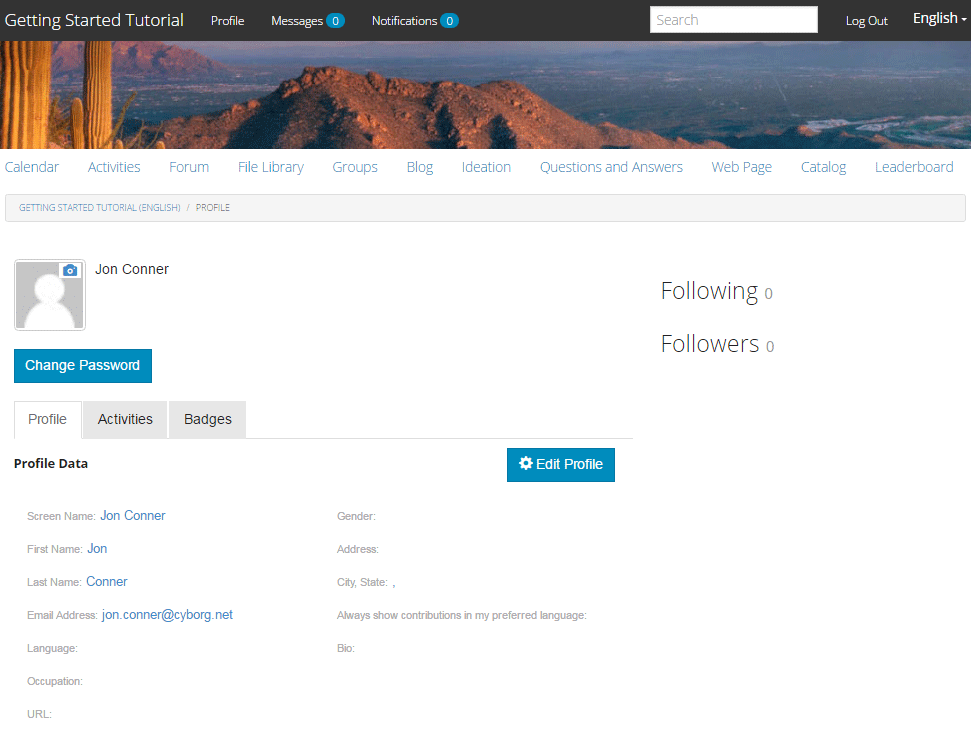 Getting Started Tutorial Profile Messages 0 Notifications 0 Search Log Out English
Calendar Activities Forum File Library Groups Blog Ideation Questions and Answers Web Page Catalog Leaderboard
GETTING STARTED TUTORIAL (ENGLISH) / PROFILE
Jon Conner
Following 0
Followers 0
Change Password
Profile Activities Badges
Profile Data Edit Profile
Screen Name: Jon Conner Gender:
First Name: Jon Address:
Last Name: Conner City, State: ,
Email Address: jon.conner@cyborg.net Always show contributions in my preferred language:
Language: Bio:
Occupation:
URL: